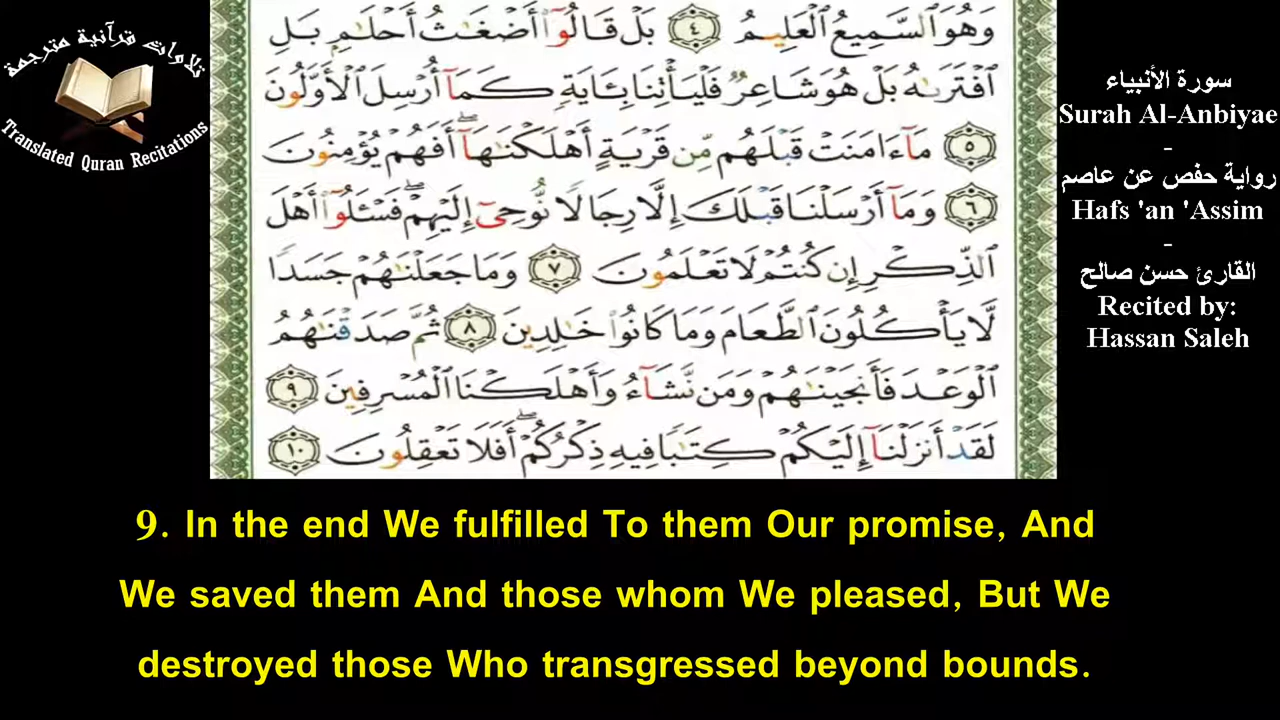 تلاوات قرآنية مترجمة
Translated Quran Recitations
وَهُوَ ٱلسَّمِيعُ ٱلْعَلِيمُ ٤ بَلْ قَالُوٓا۟ أَضْغَـٰثُ أَحْلَـٰمٍۭ بَلِ
ٱفْتَرَىٰهُ بَلْ هُوَ شَاعِرٌ فَلْيَأْتِنَا بِـَٔايَةٍ كَمَآ أُرْسِلَ ٱلْأَوَّلُونَ
٥ مَآ ءَامَنَتْ قَبْلَهُم مِّن قَرْيَةٍ أَهْلَكْنَـٰهَآ ۖ أَفَهُمْ يُؤْمِنُونَ
٦ وَمَآ أَرْسَلْنَا قَبْلَكَ إِلَّا رِجَالًا نُّوحِىٓ إِلَيْهِمْ ۖ فَسْـَٔلُوٓا۟ أَهْلَ
ٱلذِّكْرِ إِن كُنتُمْ لَا تَعْلَمُونَ ٧ وَمَا جَعَلْنَـٰهُمْ جَسَدًا
لَّا يَأْكُلُونَ ٱلطَّعَامَ وَمَا كَانُوا۟ خَـٰلِدِينَ ٨ ثُمَّ صَدَقْنَـٰهُمُ
ٱلْوَعْدَ فَأَنجَيْنَـٰهُمْ وَمَن نَّشَآءُ وَأَهْلَكْنَا ٱلْمُسْرِفِينَ ٩
لَقَدْ أَنزَلْنَآ إِلَيْكُمْ كِتَـٰبًا فِيهِ ذِكْرُكُمْ ۖ أَفَلَا تَعْقِلُونَ ١٠
سورة الأنبياء
Surah Al-Anbiyae
-
رواية حفص عن عاصم
Hafs 'an 'Assim
-
القارئ حسن صالح
Recited by:
Hassan Saleh
9. In the end We fulfilled To them Our promise, And
We saved them And those whom We pleased, But We
destroyed those Who transgressed beyond bounds.